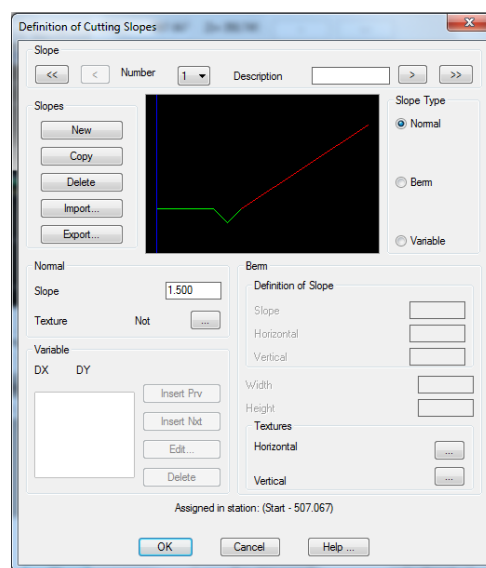 Definition of Cutting Slopes
Slope
<< < Number 1 Description > >>
Slopes
New
Copy
Delete
Import...
Export...
Slope Type
Normal
Berm
Variable
Normal
Slope 1.500
Texture Not ...
Variable
DX DY
Insert Prv
Insert Nxt
Edit...
Delete
Berm
Definition of Slope
Slope
Horizontal
Vertical
Width
Height
Textures
Horizontal ...
Vertical ...
Assigned in station: (Start - 507.067)
OK Cancel Help ...